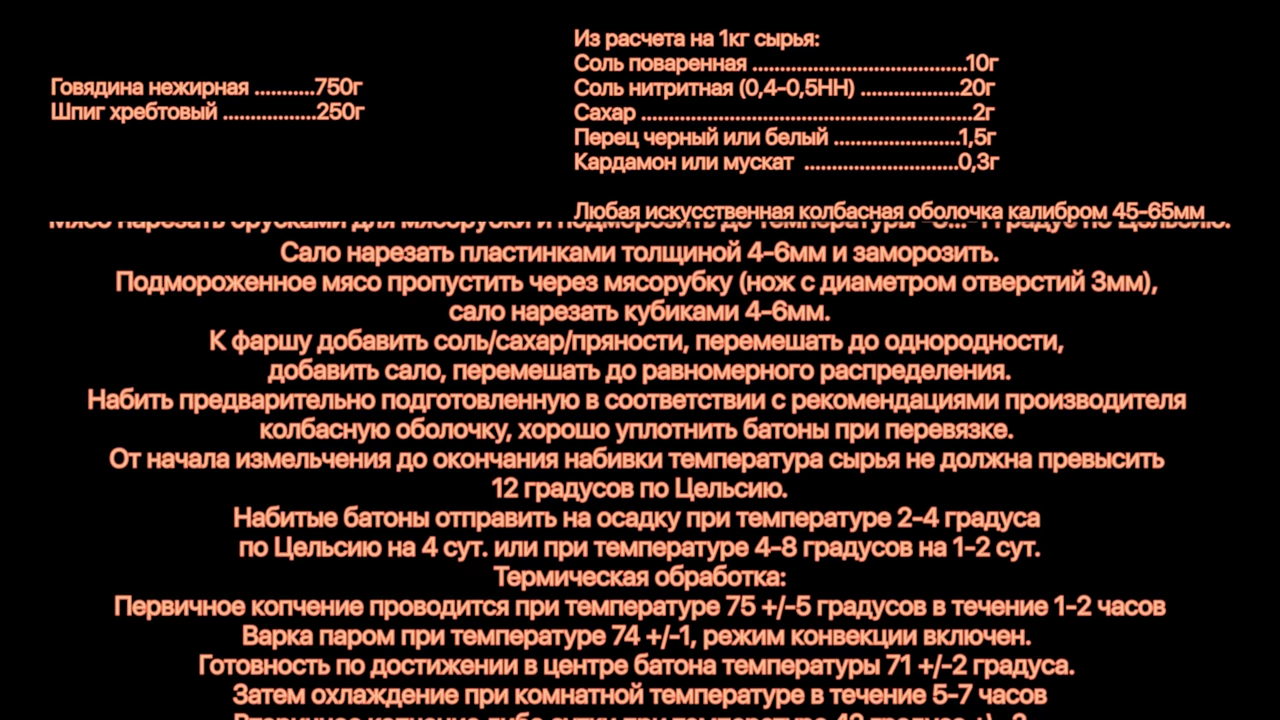 Говядина нежирная ...........750г
Шпиг хребтовый .................250г
Из расчета на 1кг сырья:
Соль поваренная .......................................10г
Соль нитритная (0,4-0,5НН) ..................20г
Сахар ............................................................2г
Перец черный или белый .......................1,5г
Кардамон или мускат ............................0,3г
Любая искусственная колбасная оболочка калибром 45-65мм
Мясо нарезать брусками для мясорубки и подморозить до температуры
Сало нарезать пластинками толщиной 4-6мм и заморозить.
Подмороженное мясо пропустить через мясорубку (нож с диаметром отверстий 3мм),
сало нарезать кубиками 4-6мм.
К фаршу добавить соль/сахар/пряности, перемешать до однородности,
добавить сало, перемешать до равномерного распределения.
Набить предварительно подготовленную в соответствии с рекомендациями производителя
колбасную оболочку, хорошо уплотнить батоны при перевязке.
От начала измельчения до окончания набивки температура сырья не должна превысить
12 градусов по Цельсию.
Набитые батоны отправить на осадку при температуре 2-4 градуса
по Цельсию на 4 сут. или при температуре 4-8 градусов на 1-2 сут.
Термическая обработка:
Первичное копчение проводится при температуре 75 +/-5 градусов в течение 1-2 часов
Варка паром при температуре 74 +/-1, режим конвекции включен.
Готовность по достижении в центре батона температуры 71 +/-2 градуса.
Затем охлаждение при комнатной температуре в течение 5-7 часов